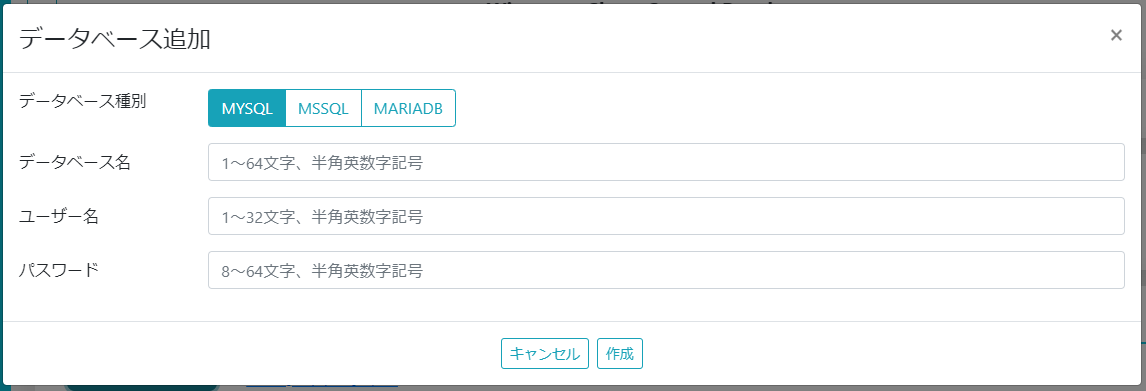 データベース追加
×
データベース種別
MYSQL MSSQL MARIADB
データベース名
1～64文字、半角英数字記号
ユーザー名
1～32文字、半角英数字記号
パスワード
8～64文字、半角英数字記号
キャンセル 作成